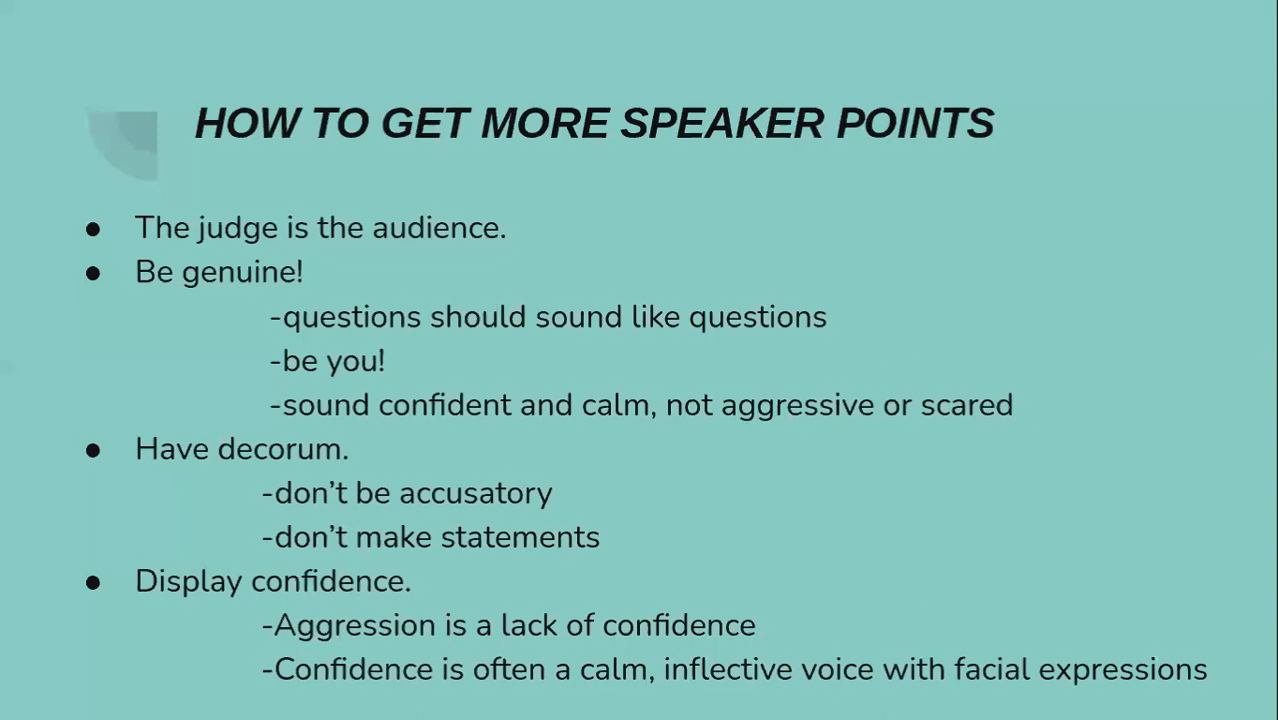 HOW TO GET MORE SPEAKER POINTS
● The judge is the audience.
● Be genuine!
-questions should sound like questions
-be you!
-sound confident and calm, not aggressive or scared
● Have decorum.
-don’t be accusatory
-don’t make statements
● Display confidence.
-Aggression is a lack of confidence
-Confidence is often a calm, inflective voice with facial expressions